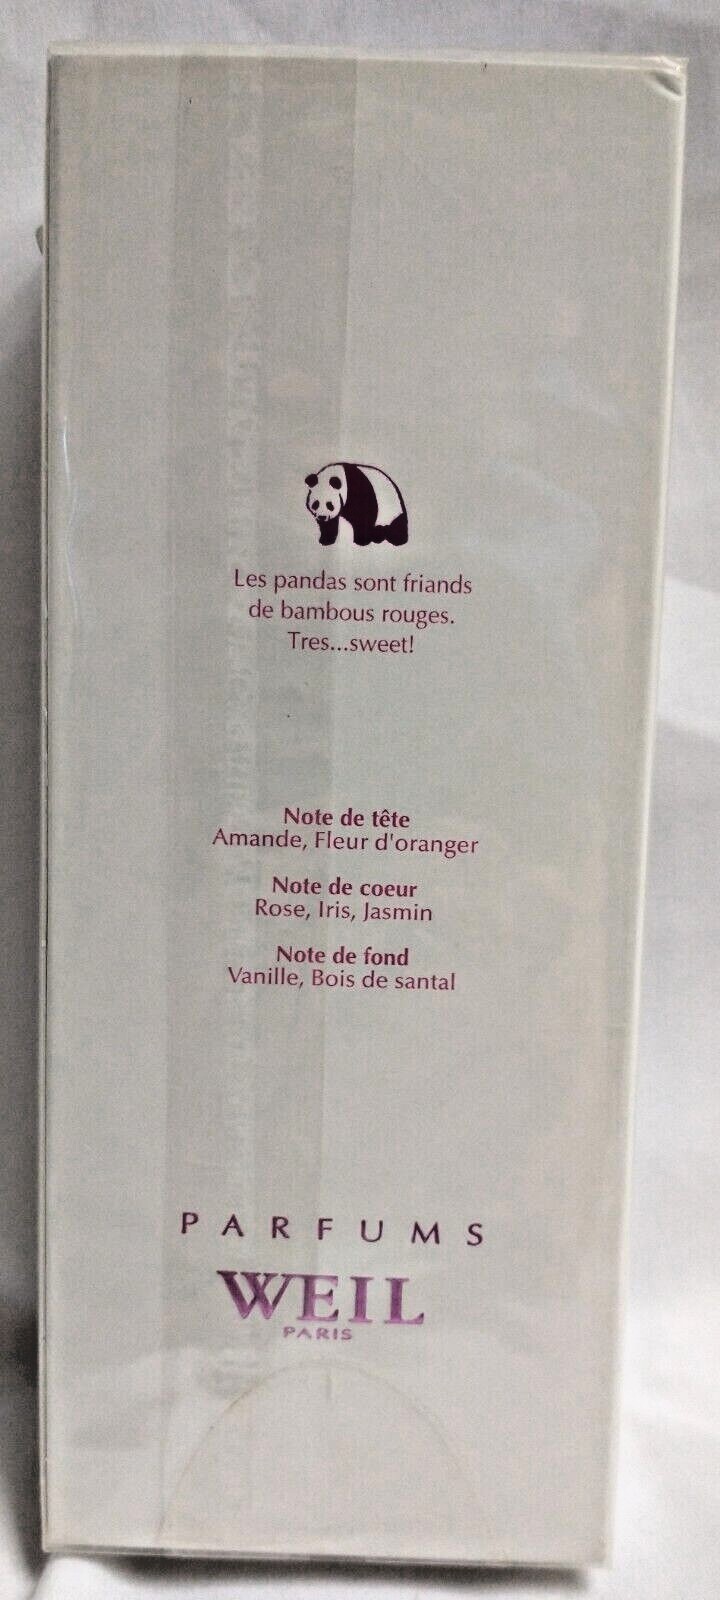 Les pandas sont friands
de bambous rouges.
Tres...sweet!
Note de tête
Amande, Fleur d'oranger
Note de coeur
Rose, Iris, Jasmin
Note de fond
Vanille, Bois de santal
PARFUMS
WEIL
PARIS